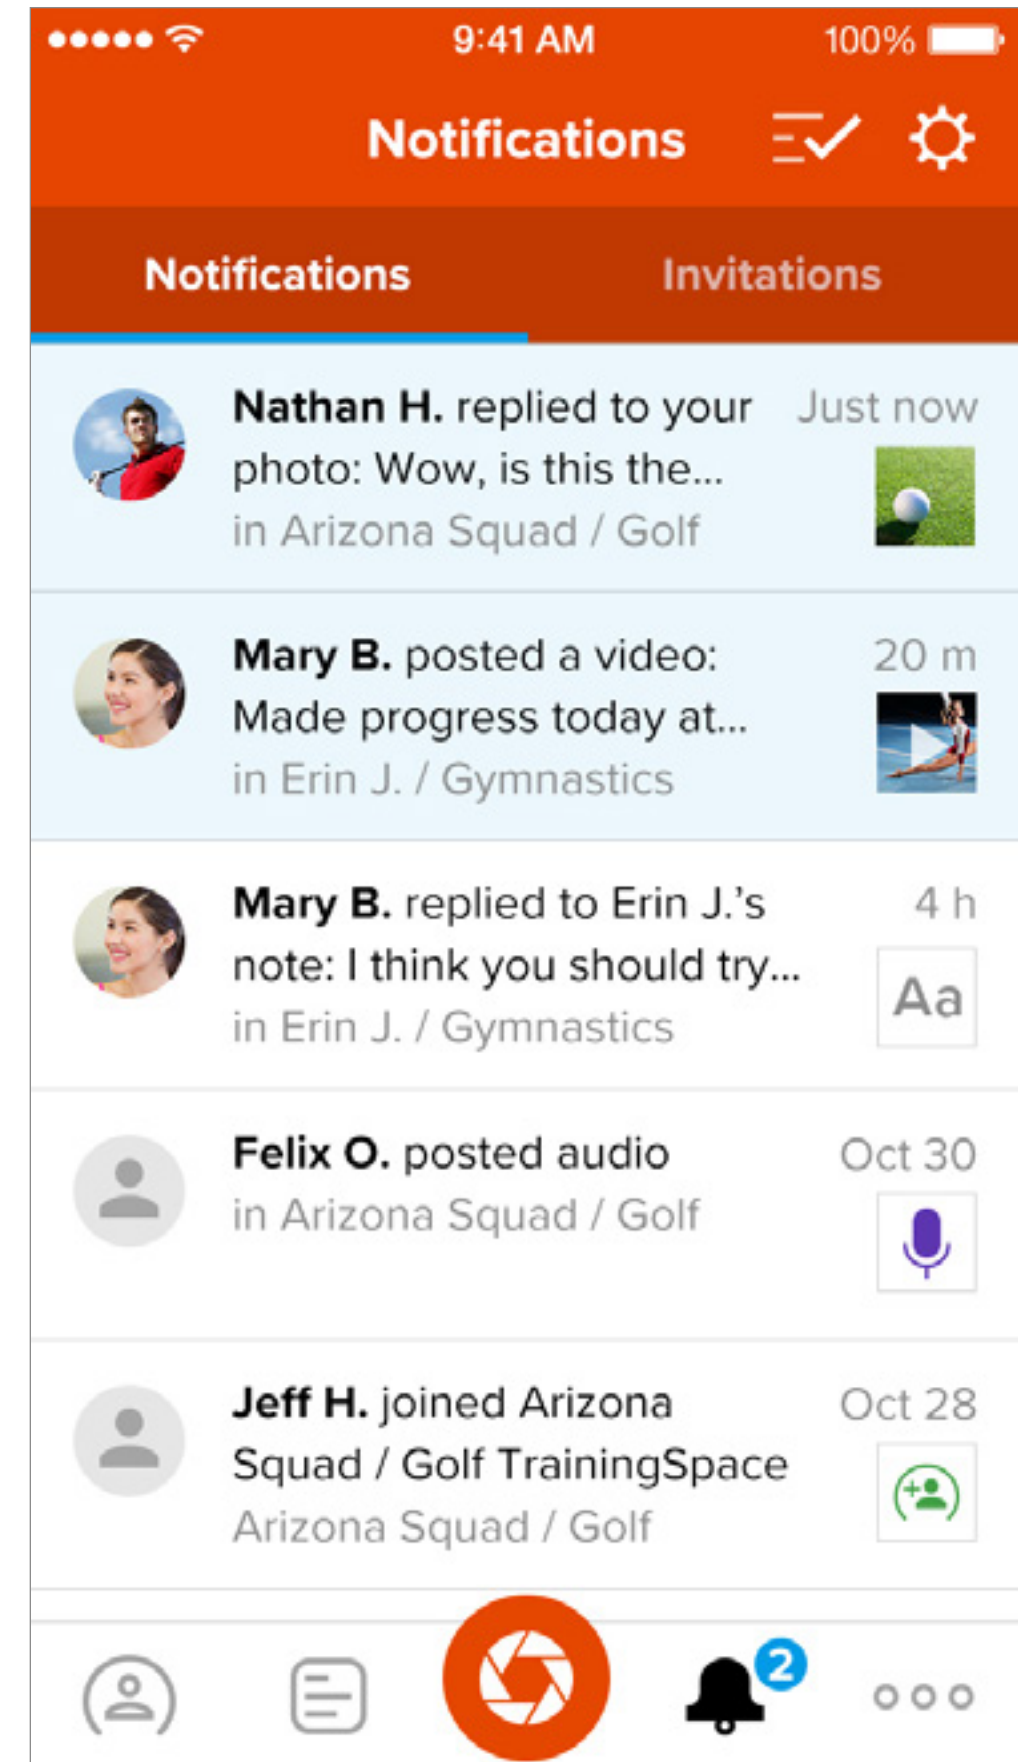 9:41 AM
100%
Notifications
Notifications
Invitations
Nathan H. replied to your
Just now
photo: Wow, is this the...
in Arizona Squad / Golf
Mary B. posted a video:
20 m
Made progress today at...
in Erin J. / Gymnastics
Mary B. replied to Erin J.’s
4 h
note: I think you should try...
Aa
in Erin J. / Gymnastics
Felix O. posted audio
Oct 30
in Arizona Squad / Golf
Jeff H. joined Arizona
Oct 28
Squad / Golf TrainingSpace
Arizona Squad / Golf
2